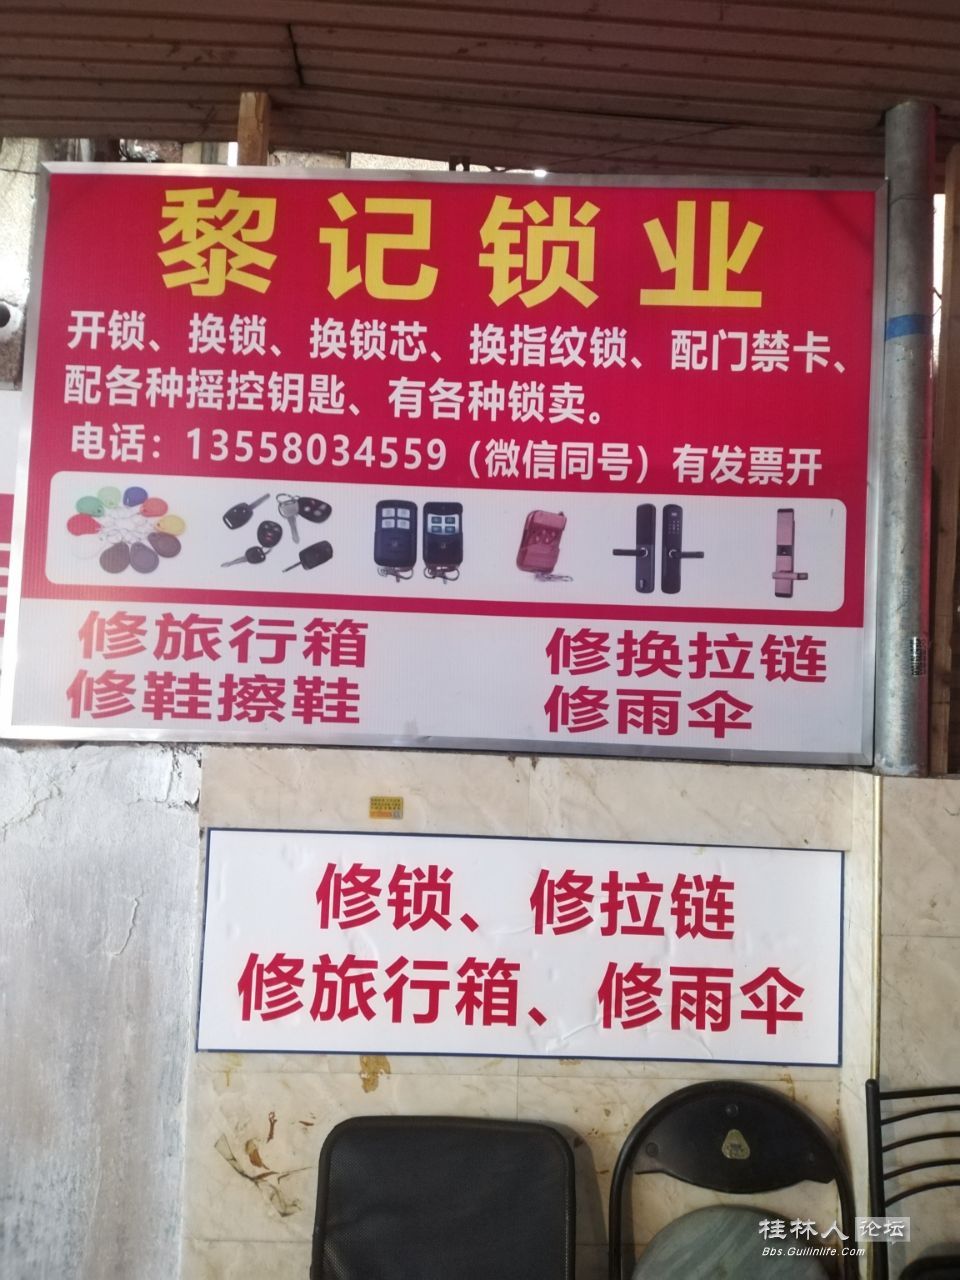 黎记锁业
开锁、换锁、换锁芯、换指纹锁、配门禁卡、
配各种摇控钥匙、有各种锁卖。
电话：13558034559（微信同号）有发票开
修旅行箱 修换拉链
修鞋擦鞋 修雨伞
修锁、修拉链
修旅行箱、修雨伞
桂林人论坛
Bbs.Guilinlife.Com